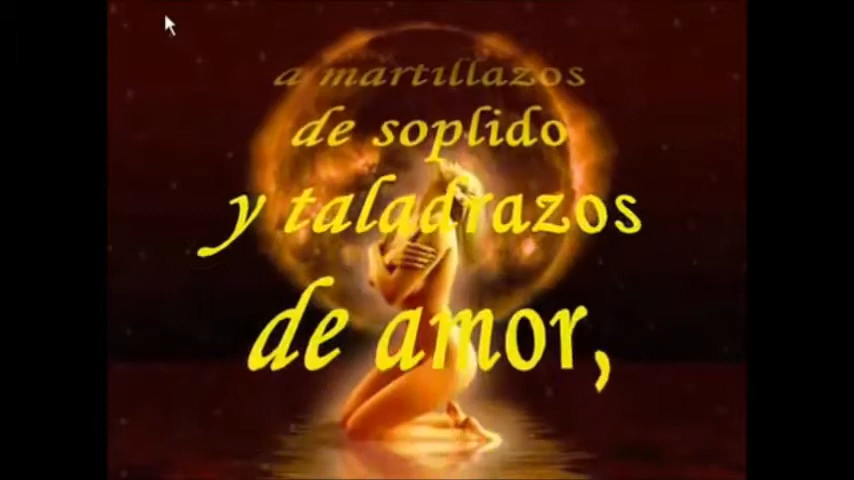 a martillazos
de soplido
y taladrazos
de amor,